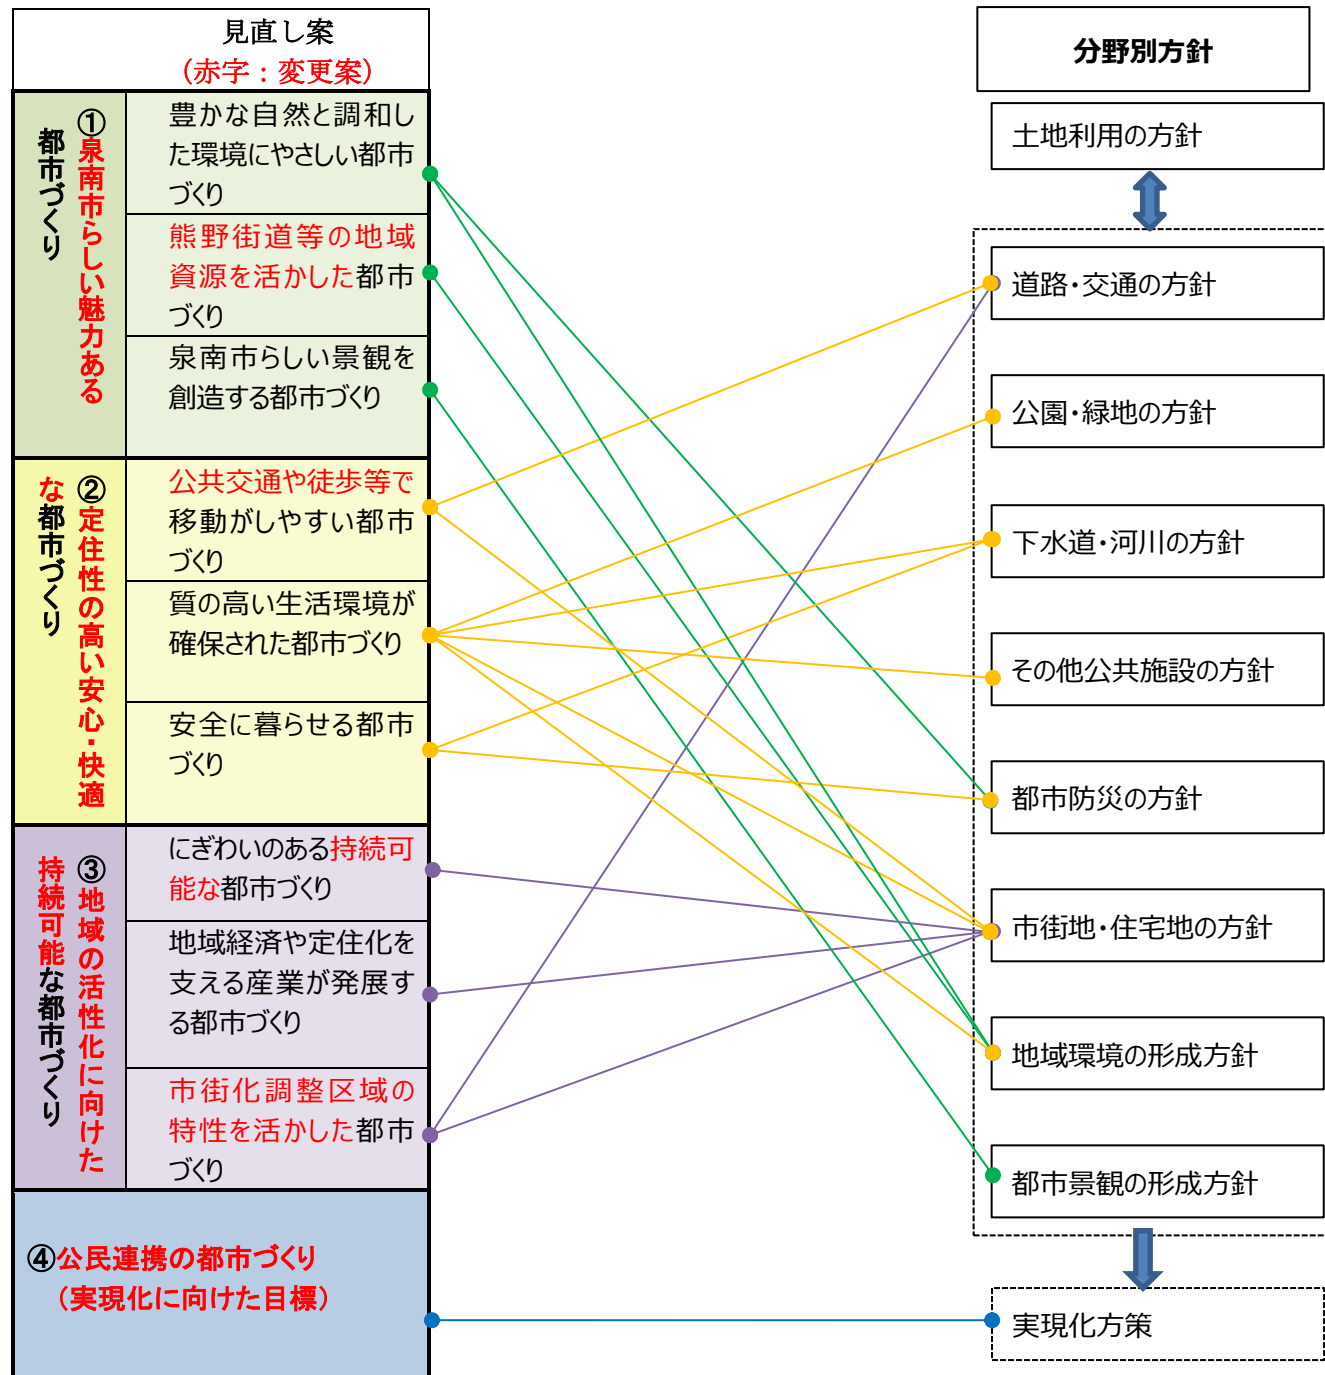 見直し案
(赤字：変更案)
①泉南市らしい魅力ある
都市づくり
豊かな自然と調和し
た環境にやさしい都市
づくり
熊野街道等の地域
資源を活かした都市
づくり
泉南市らしい景観を
創造する都市づくり
②定住性の高い安心・快適
な都市づくり
公共交通や徒歩等で
移動がしやすい都市
づくり
質の高い生活環境が
確保された都市づくり
安全に暮らせる都市
づくり
③地域の活性化に向けた
持続可能な都市づくり
にぎわいのある持続可
能な都市づくり
地域経済や定住化を
支える産業が発展す
る都市づくり
市街化調整区域の
特性を活かした都市
づくり
④公民連携の都市づくり
（実現化に向けた目標）
分野別方針
土地利用の方針
道路・交通の方針
公園・緑地の方針
下水道・河川の方針
その他公共施設の方針
都市防災の方針
市街地・住宅地の方針
地域環境の形成方針
都市景観の形成方針
実現化方策